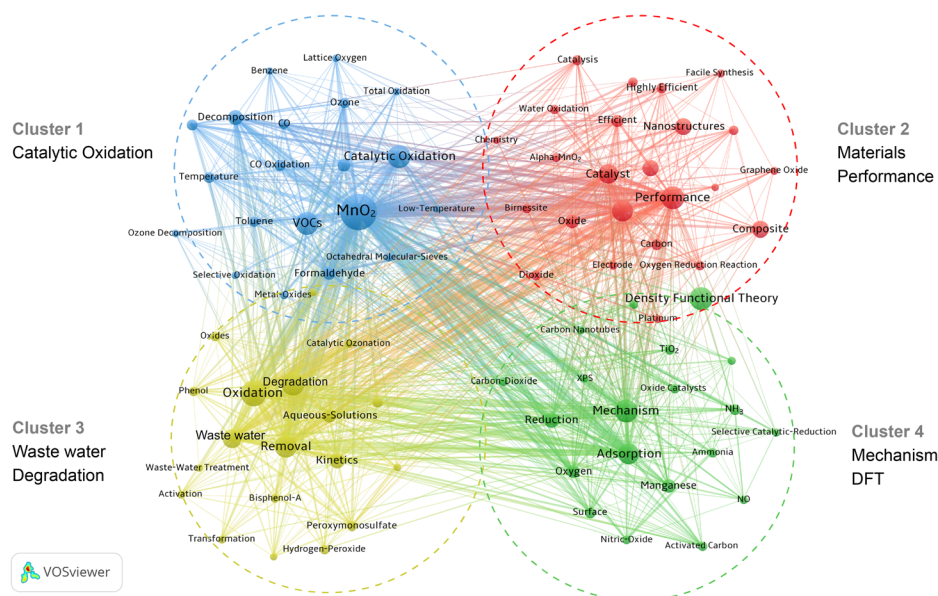 Cluster 1
Catalytic Oxidation
Lattice Oxygen
Benzene
Total Oxidation
Ozone
Decomposition
CO
Catalytic Oxidation
CO Oxidation
Temperature
MnO₂
Low-Temperature
Toluene
VOCs
Ozone Decomposition
Octahedral Molecular-Sieves
Selective Oxidation
Formaldehyde
Metal-Oxides
Cluster 2
Materials
Performance
Catalysis
Facile Synthesis
Highly Efficient
Water Oxidation
Efficient
Nanostructures
Chemistry
Alpha-MnO₂
Catalyst
Graphene Oxide
Performance
Birnessite
Oxide
Composite
Carbon
Electrode
Oxygen Reduction Reaction
Dioxide
Platinum
Cluster 3
Waste water
Degradation
Oxides
Catalytic Ozonation
Phenol
Degradation
Oxidation
Aqueous-Solutions
Waste water
Removal
Kinetics
Waste-Water Treatment
Activation
Bisphenol-A
Peroxymonosulfate
Transformation
Hydrogen-Peroxide
Cluster 4
Mechanism
DFT
Density Functional Theory
Carbon Nanotubes
TiO₂
Carbon-Dioxide
XPS
Oxide Catalysts
Mechanism
NH₃
Reduction
Selective Catalytic-Reduction
Adsorption
Ammonia
Oxygen
Manganese
NO
Surface
Nitric-Oxide
Activated Carbon
VOSviewer